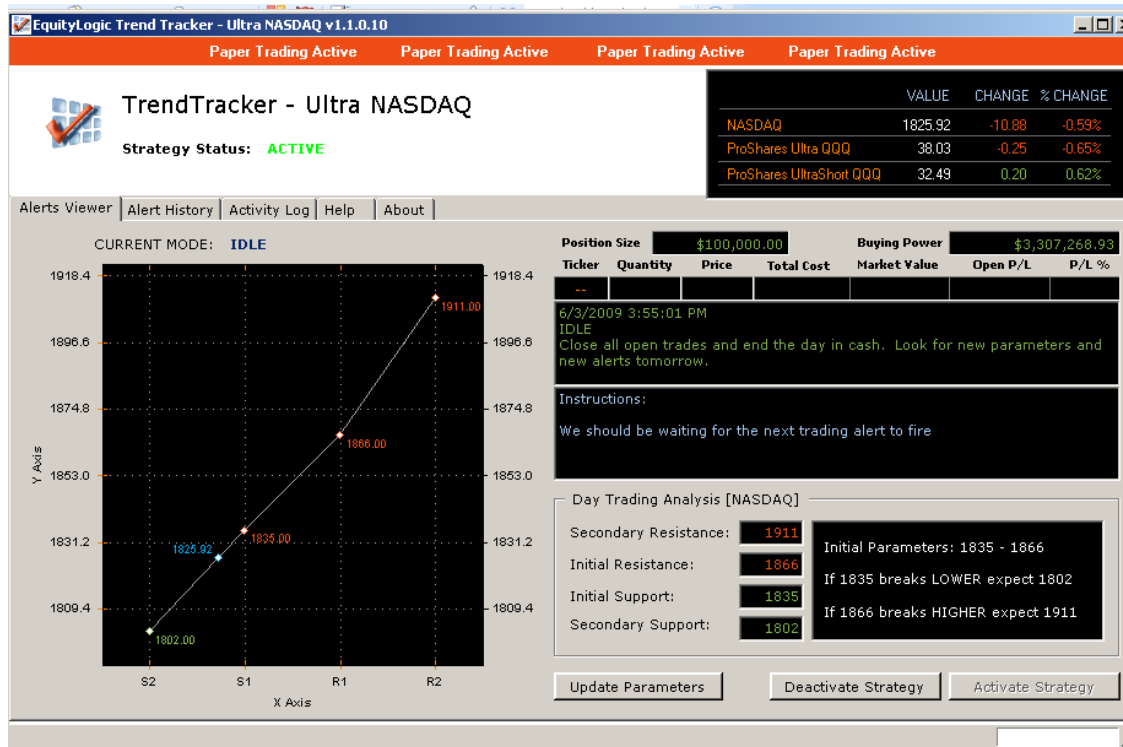 EquityLogic Trend Tracker - Ultra NASDAQ v1.1.0.10
Paper Trading Active Paper Trading Active Paper Trading Active Paper Trading Active
TrendTracker - Ultra NASDAQ
Strategy Status: ACTIVE
VALUE CHANGE % CHANGE
NASDAQ 1825.92 -10.88 -0.59%
ProShares Ultra QQQ 38.03 -0.25 -0.65%
ProShares UltraShort QQQ 32.49 0.20 0.62%
Alerts Viewer Alert History Activity Log Help About
CURRENT MODE: IDLE
1918.4
1896.6
1874.8
1853.0
1831.2
1809.4
Y Axis
1911.00
1866.00
1835.00
1825.92
1802.00
1918.4
1896.6
1874.8
1853.0
1831.2
1809.4
S2 S1 R1 R2
X Axis
Position Size $100,000.00 Buying Power $3,307,268.93
Ticker Quantity Price Total Cost Market Value Open P/L P/L %
--
6/3/2009 3:55:01 PM
IDLE
Close all open trades and end the day in cash. Look for new parameters and
new alerts tomorrow.
Instructions:
We should be waiting for the next trading alert to fire
Day Trading Analysis [NASDAQ]
Secondary Resistance: 1911
Initial Resistance: 1866
Initial Support: 1835
Secondary Support: 1802
Initial Parameters: 1835 - 1866
If 1835 breaks LOWER expect 1802
If 1866 breaks HIGHER expect 1911
Update Parameters Deactivate Strategy Activate Strategy